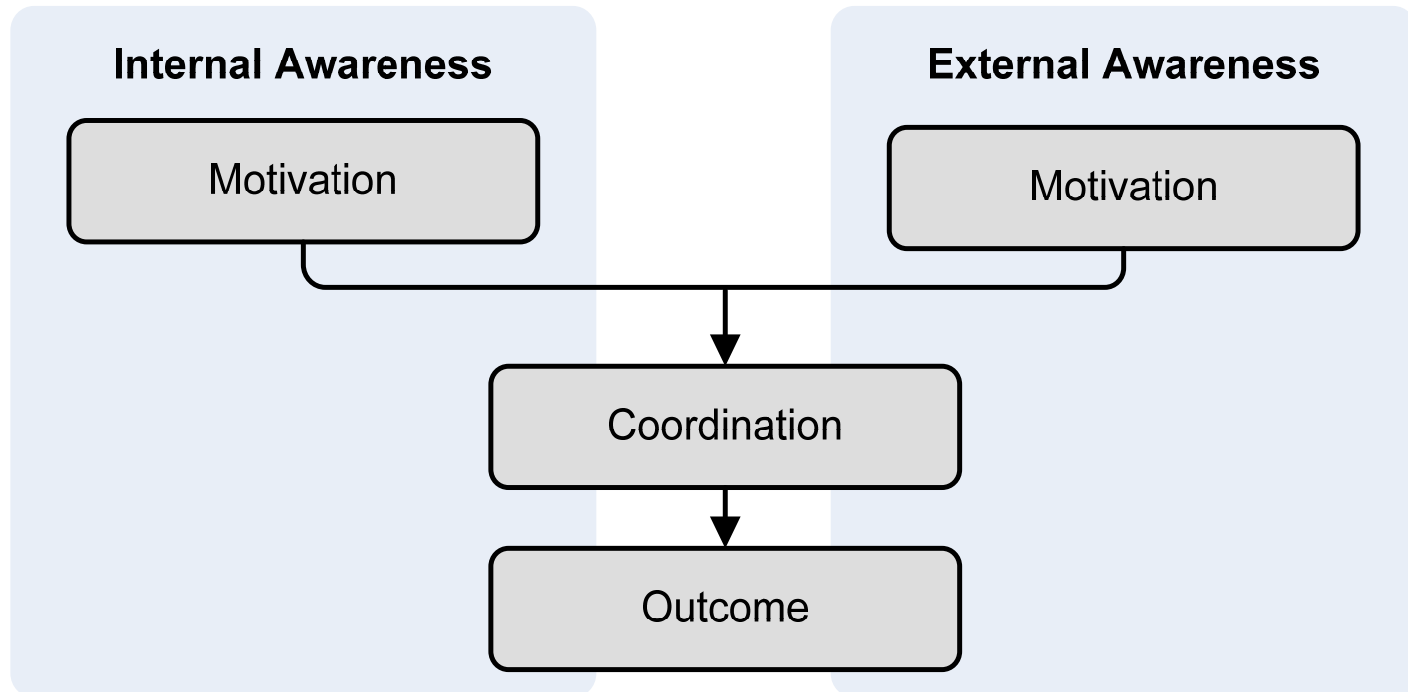 Internal Awareness
External Awareness
Motivation
Motivation
Coordination
Outcome